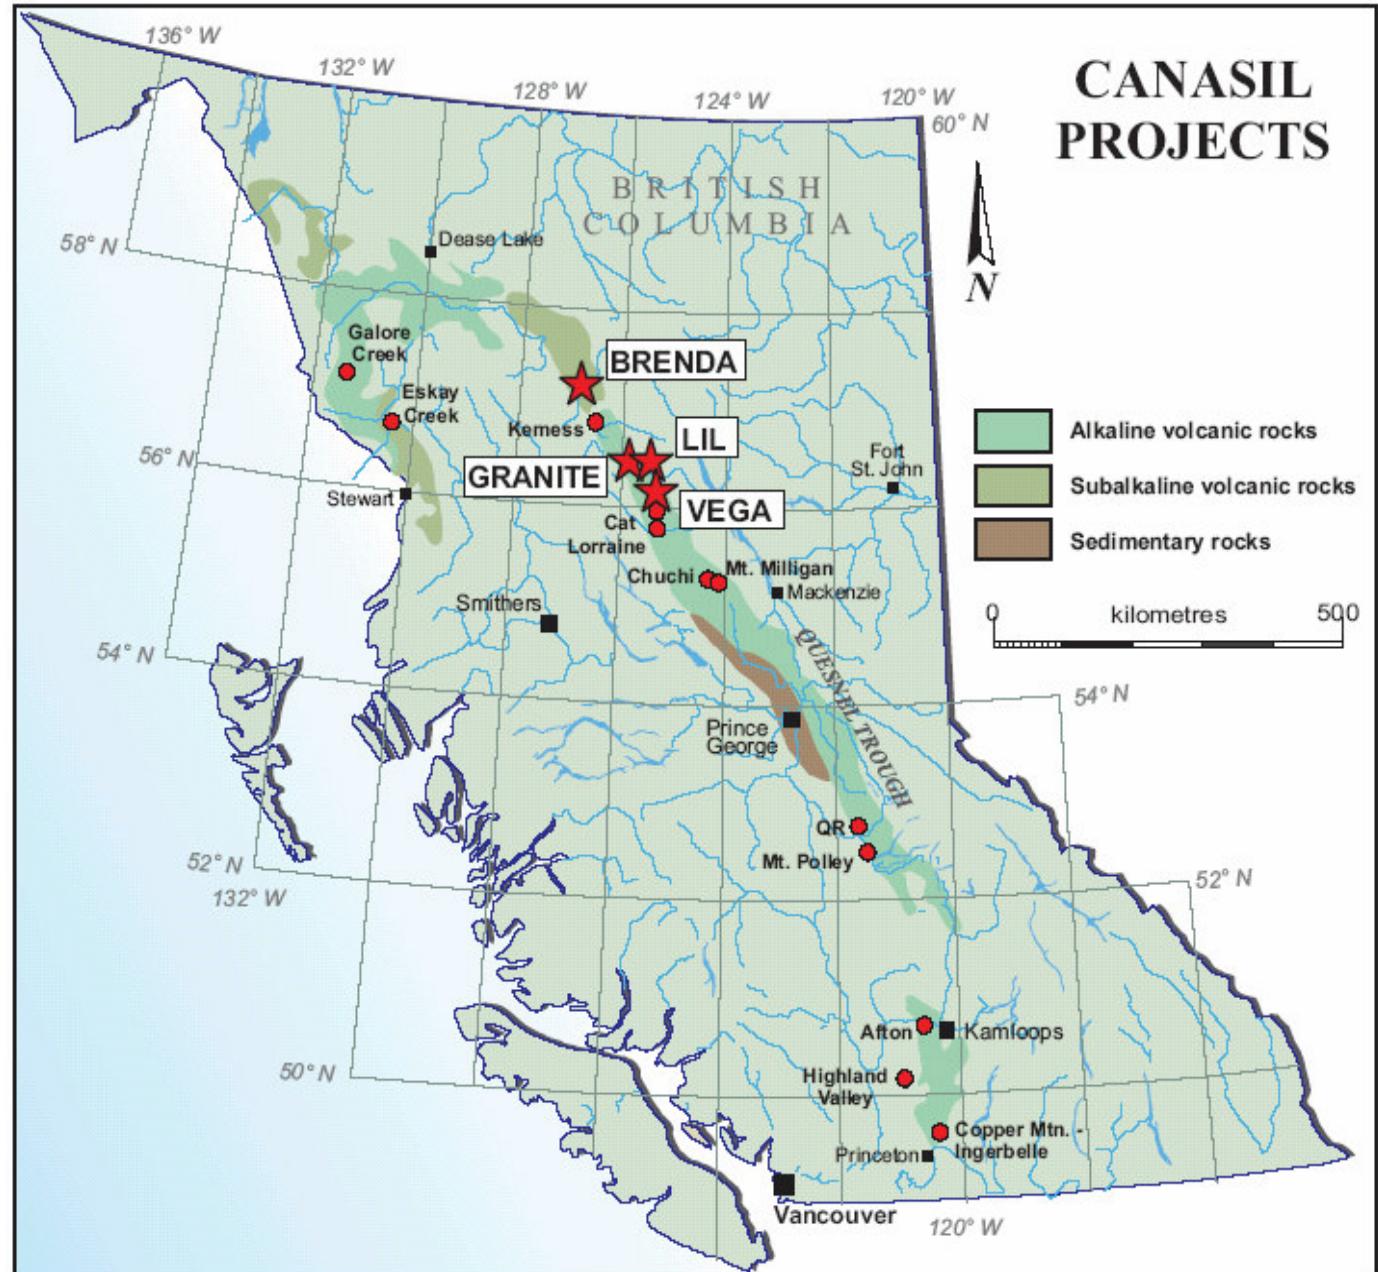 CANASIL
PROJECTS
136° W
132° W
128° W
124° W
120° W
60° N
BRITISH
COLUMBIA
58° N
Dease Lake
N
Galore
Creek
BRENDA
Eskay
Creek
Kemess
LIL
GRANITE
Fort
St. John
56° N
Stewart
VEGA
Cat
Lorraine
Chuchi
Mt. Milligan
Mackenzie
Smithers
Alkaline volcanic rocks
Subalkaline volcanic rocks
Sedimentary rocks
0 500
kilometres
54° N
QUESNEL TROUGH
54° N
Prince
George
QR
Mt. Polley
52° N
132° W
52° N
Afton
Kamloops
50° N
Highland
Valley
Copper Mtn. -
Ingerbelle
Princeton
Vancouver
120° W